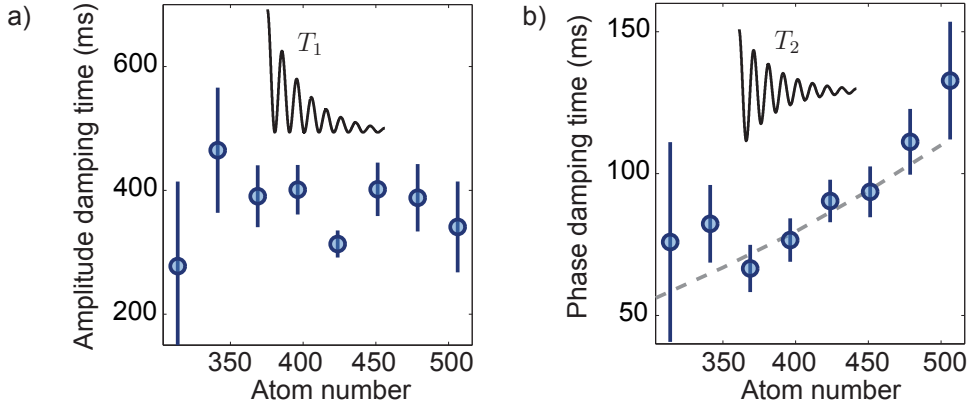 a)
Amplitude damping time (ms)
600
400
200
T1
350
400
450
500
Atom number
b)
Phase damping time (ms)
150
100
50
T2
350
400
450
500
Atom number